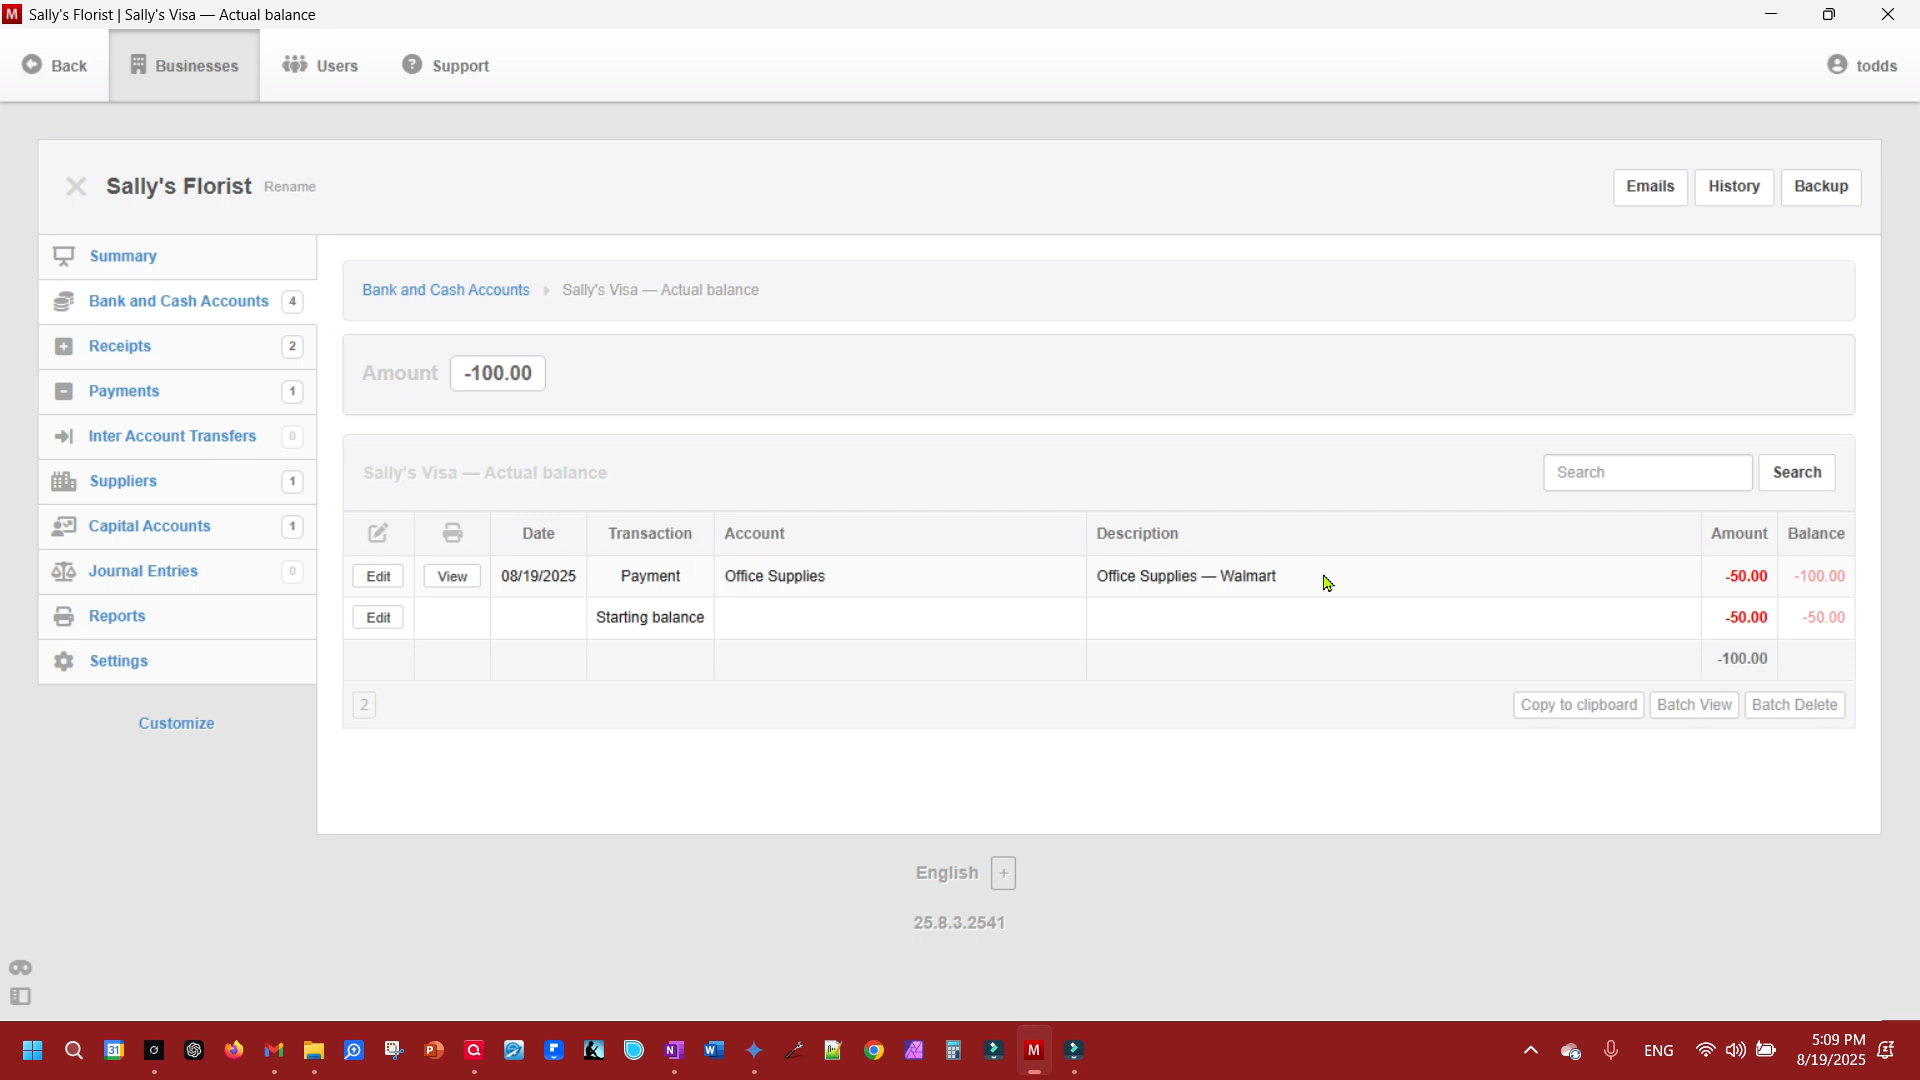 M Sally's Florist | Sally's Visa — Actual balance
Back
Businesses
Users
Support
todds
Sally's Florist Rename
Emails
History
Backup
Summary
Bank and Cash Accounts 4
Receipts 2
Payments 1
Inter Account Transfers 0
Suppliers 1
Capital Accounts 1
Journal Entries 0
Reports
Settings
Customize
Bank and Cash Accounts Sally's Visa — Actual balance
Amount -100.00
Sally's Visa — Actual balance
Search Search
Date Transaction Account Description Amount Balance
Edit View 08/19/2025 Payment Office Supplies Office Supplies — Walmart -50.00 -100.00
Edit Starting balance -50.00 -50.00
-100.00
2 Copy to clipboard Batch View Batch Delete
English +
25.8.3.2541
31
ENG
5:09 PM
8/19/2025